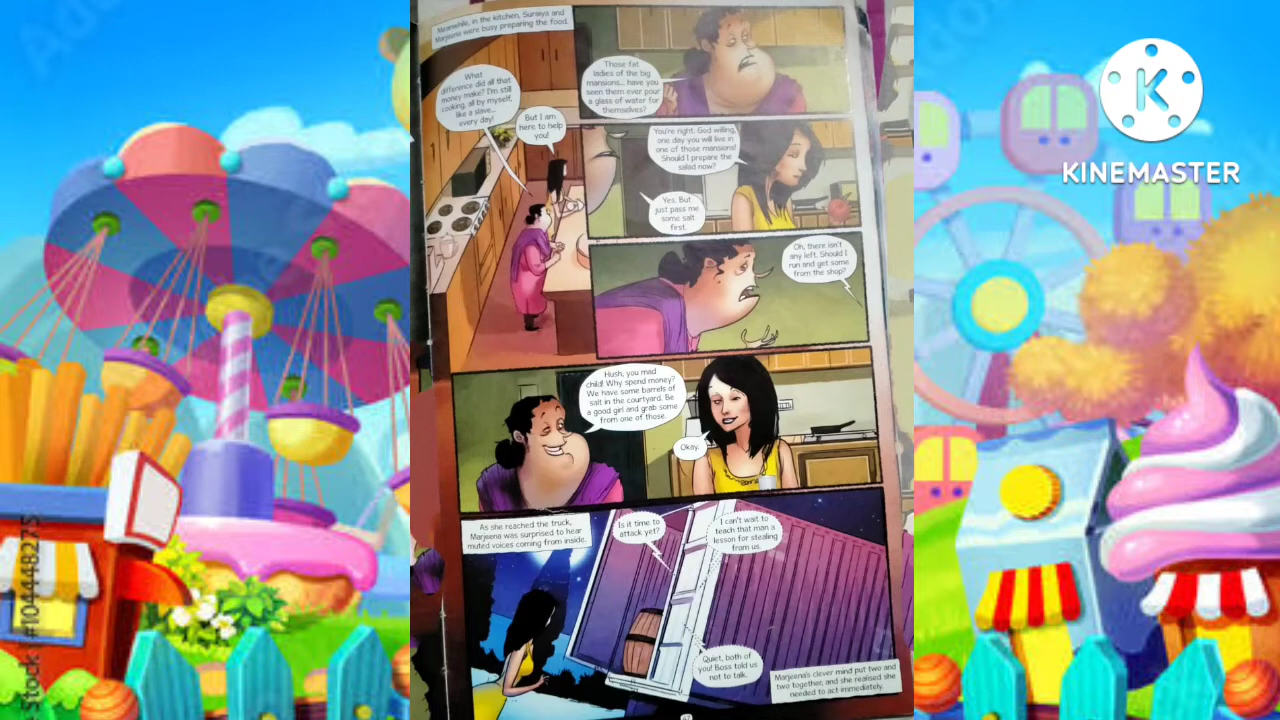 Meanwhile, in the kitchen, Suraiya and
Marjeena were busy preparing the food.
What
difference did all that
money make? I'm still
cooking, all by myself,
like a slave...
every day!
But I am
here to help
you!
Those fat
ladies of the big
mansions... have you
seen them ever pour
a glass of water for
themselves?
You're right. God willing,
one day you will live in
one of those mansions!
Should I prepare the
salad now?
Yes. But
just pass me
some salt
first.
Oh, there isn't
any left. Should I
run and get some
from the shop?
Hush, you mad
child! Why spend money?
We have some barrels of
salt in the courtyard. Be
a good girl and grab some
from one of those.
Okay.
As she reached the truck,
Marjeena was surprised to hear
muted voices coming from inside.
Is it time to
attack yet?
I can't wait to
teach that man a
lesson for stealing
from us.
Quiet, both of
you! Boss told us
not to talk.
Marjeena's clever mind put two and
two together, and she realised she
needed to act immediately.
K
KINEMASTER